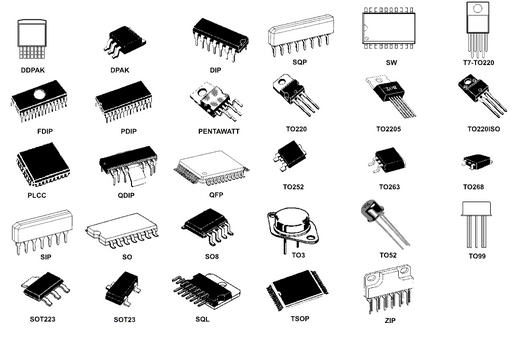 DDPAK DPAK DIP SQP SW T7-TO220
FDIP PDIP PENTAWATT TO220 TO2205 TO220ISO
PLCC QDIP QFP TO252 TO263 TO268
SIP SO SO8 TO3 TO52 TO99
SOT223 SOT23 SQL TSOP ZIP